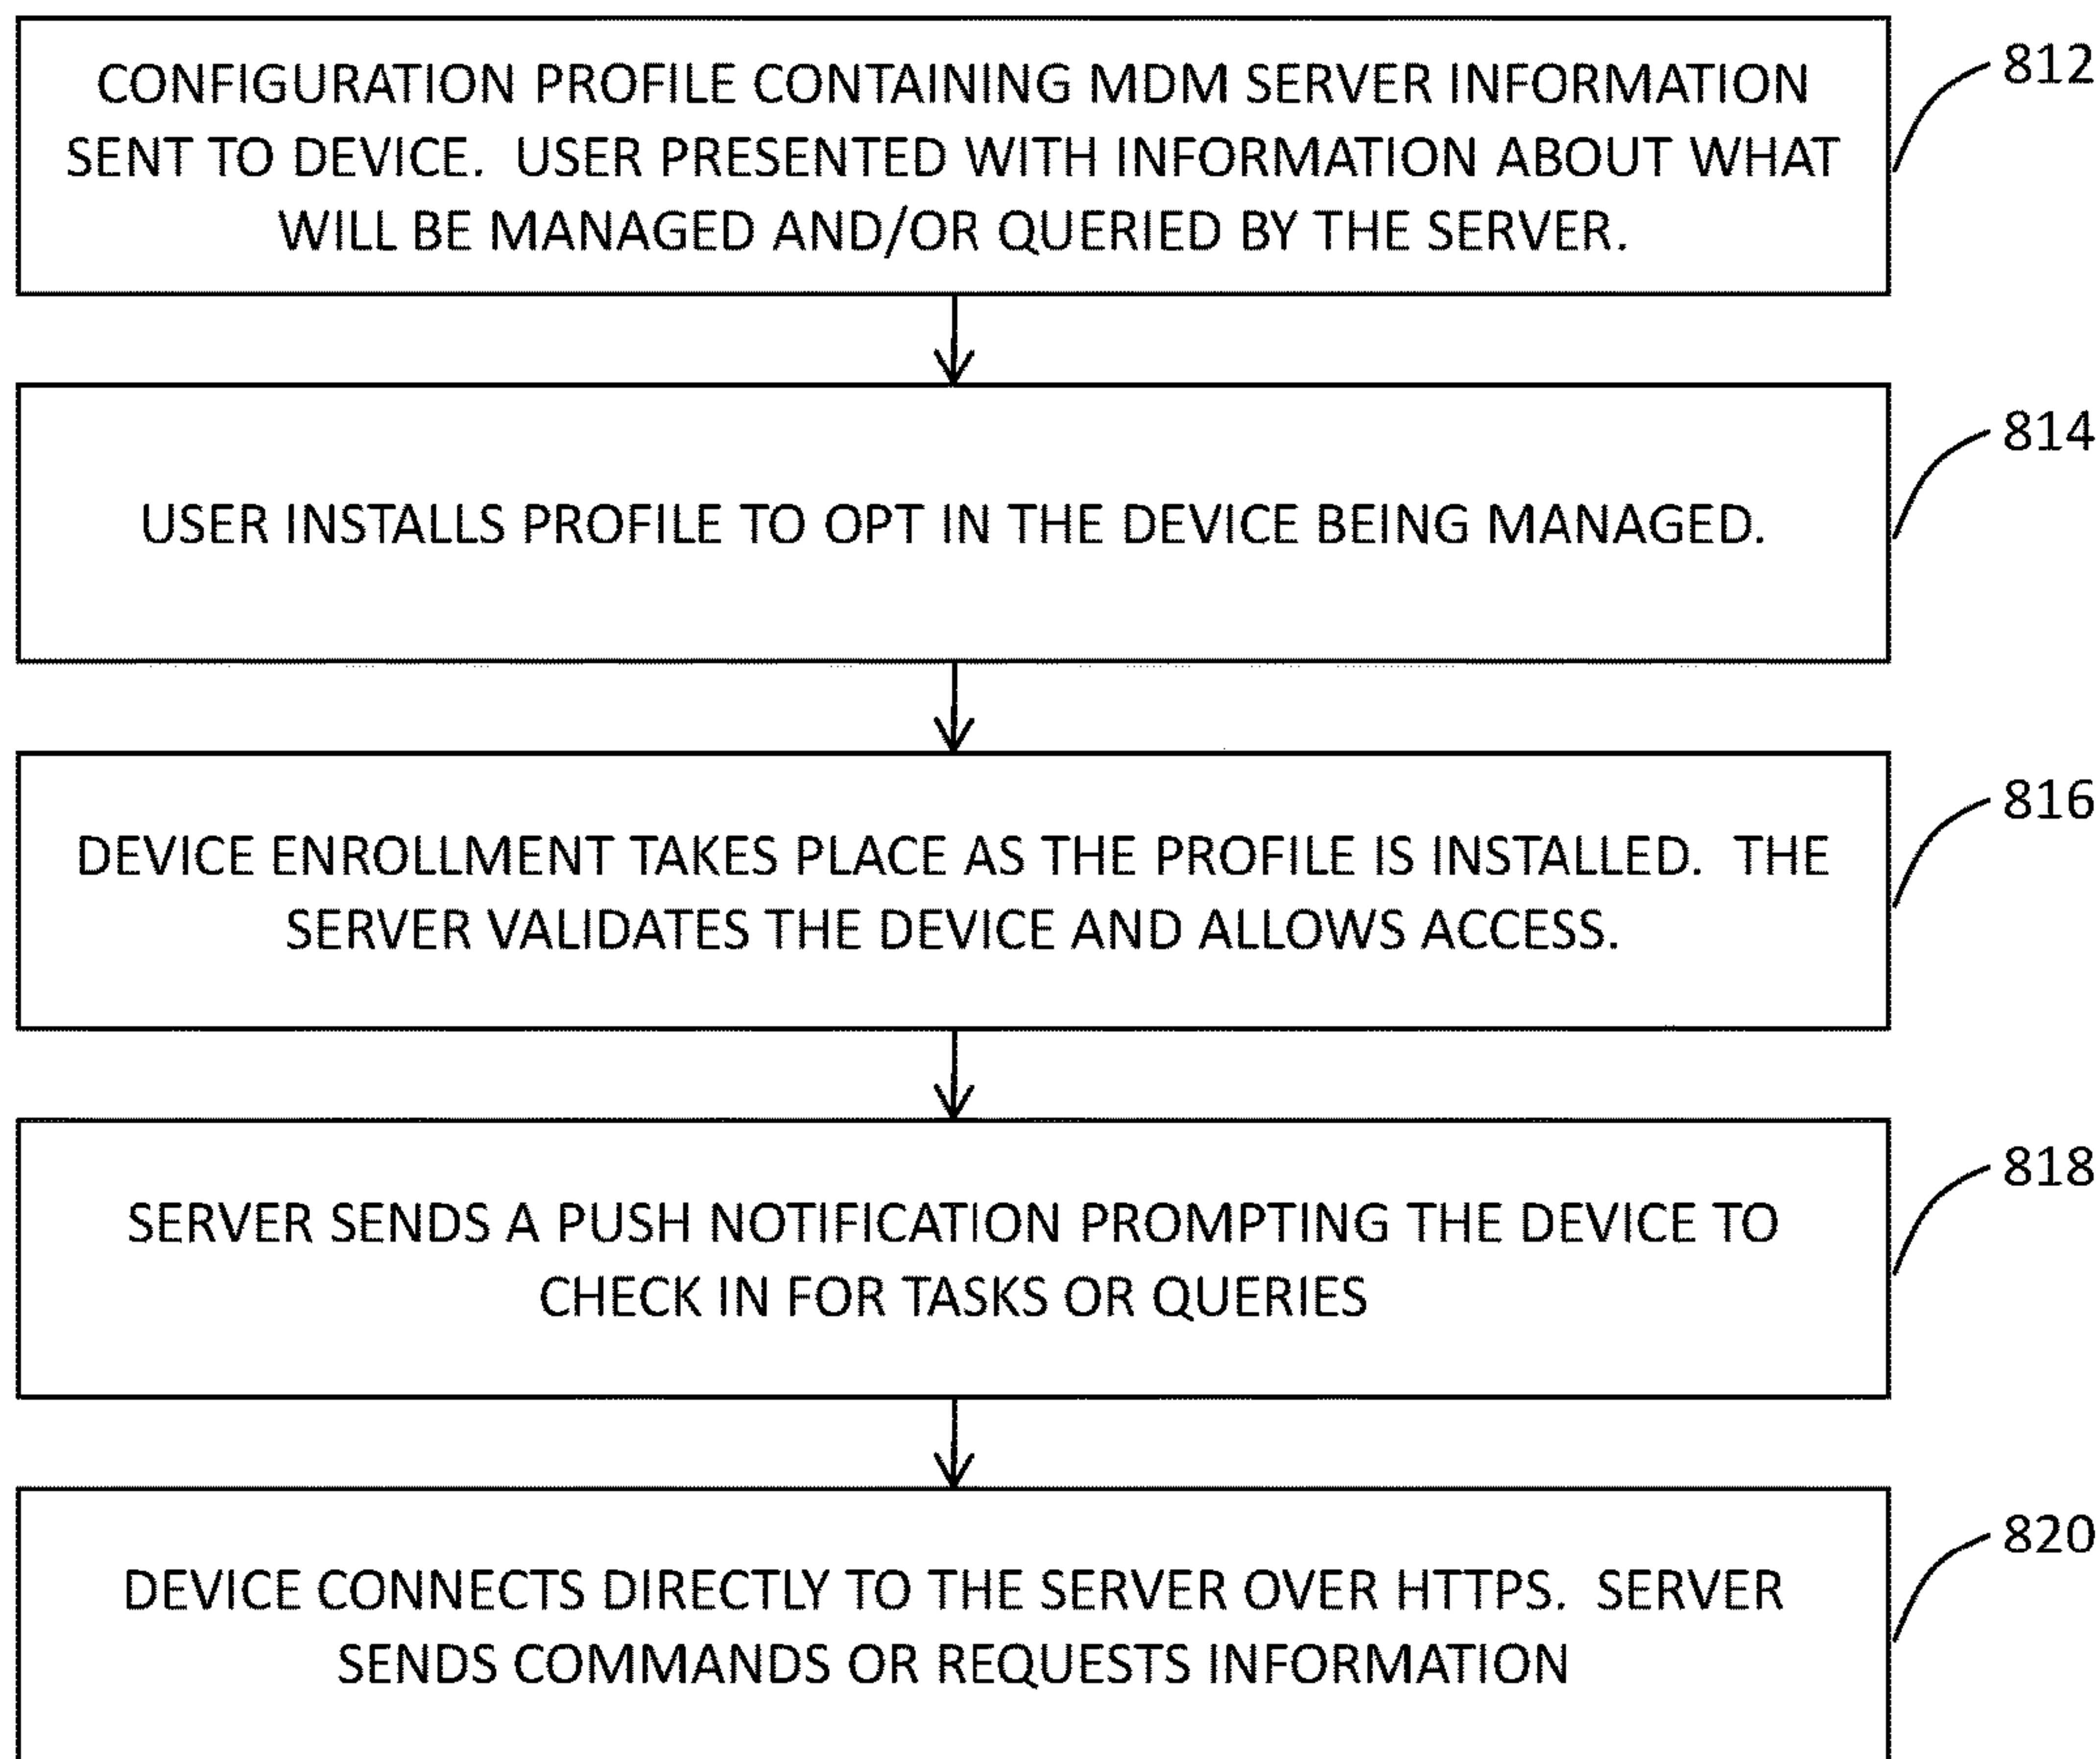 CONFIGURATION PROFILE CONTAINING MDM SERVER INFORMATION
SENT TO DEVICE.  USER PRESENTED WITH INFORMATION ABOUT WHAT
WILL BE MANAGED AND/OR QUERIED BY THE SERVER.
812
USER INSTALLS PROFILE TO OPT IN THE DEVICE BEING MANAGED.
814
DEVICE ENROLLMENT TAKES PLACE AS THE PROFILE IS INSTALLED.  THE
SERVER VALIDATES THE DEVICE AND ALLOWS ACCESS.
816
SERVER SENDS A PUSH NOTIFICATION PROMPTING THE DEVICE TO
CHECK IN FOR TASKS OR QUERIES
818
DEVICE CONNECTS DIRECTLY TO THE SERVER OVER HTTPS.  SERVER
SENDS COMMANDS OR REQUESTS INFORMATION
820